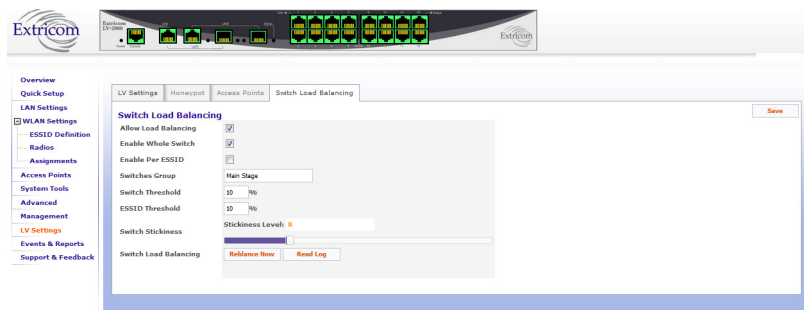 Extricom
Extricom
LV-2000
Extricom
Overview
Quick Setup
LAN Settings
WLAN Settings
ESSID Definition
Radios
Assignments
Access Points
System Tools
Advanced
Management
LV Settings
Events & Reports
Support & Feedback
LV Settings Honeypot Access Points Switch Load Balancing
Save
Switch Load Balancing
Allow Load Balancing
Enable Whole Switch
Enable Per ESSID
Switches Group Main Stage
Switch Threshold 10 %
ESSID Threshold 10 %
Switch Stickiness Stickiness Level: 8
Switch Load Balancing Reblance Now Read Log